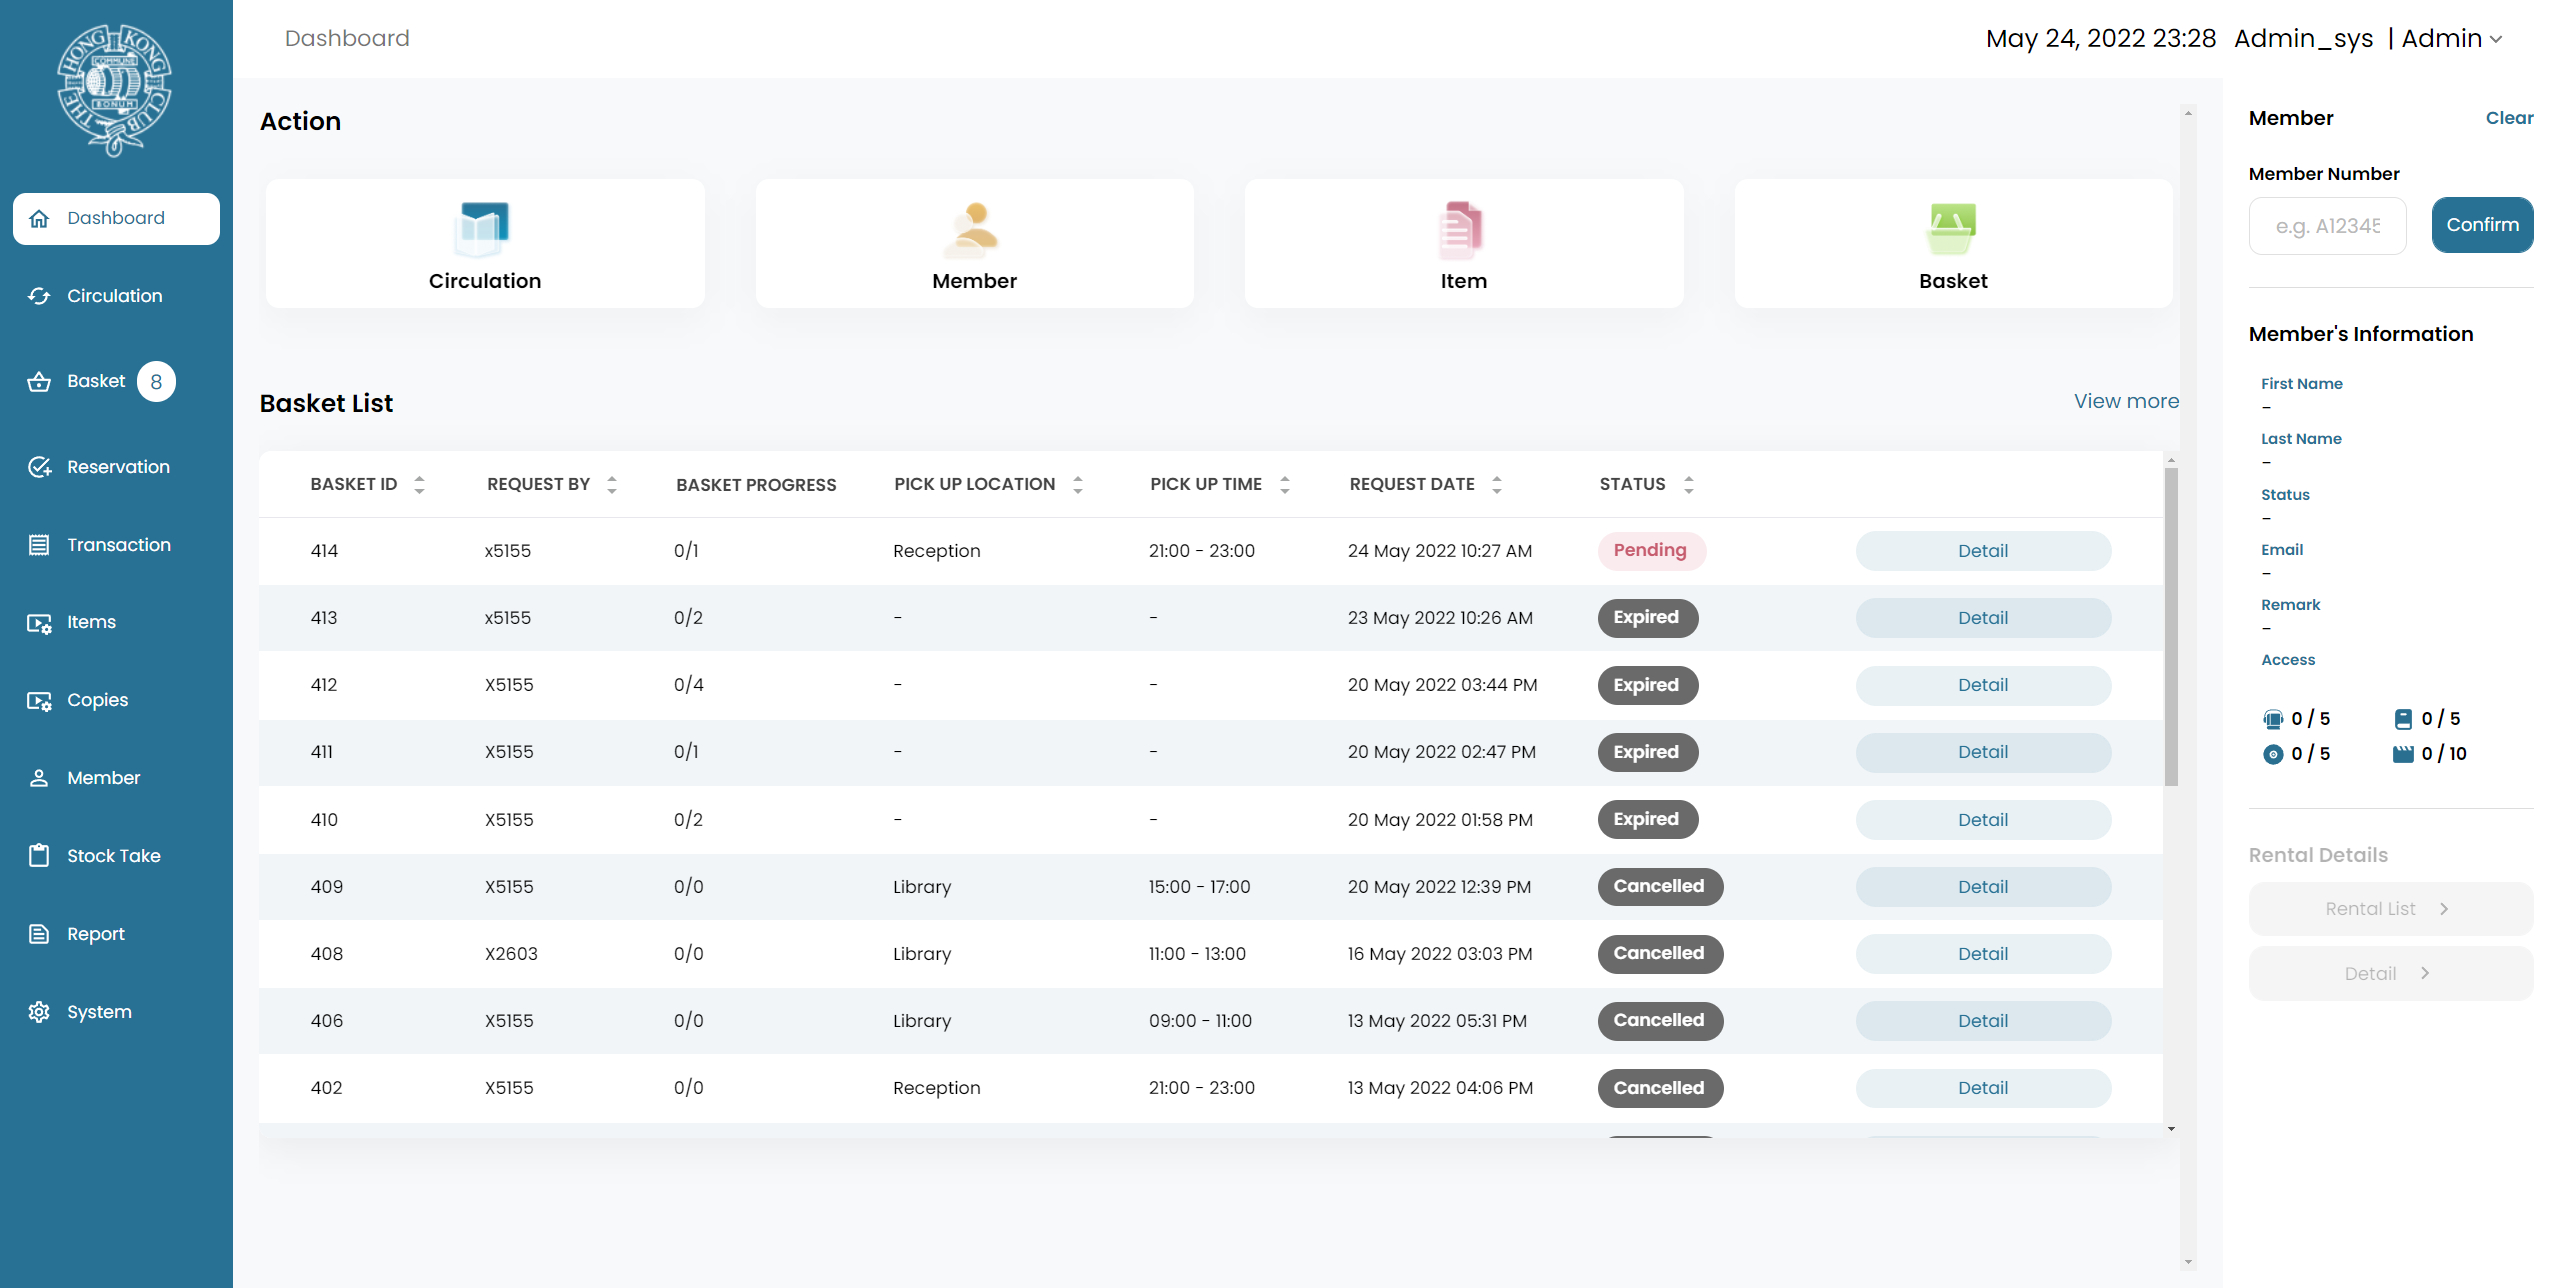 THE HONG KONG CLUB
COMMUNE
BONUM
Dashboard
May 24, 2022 23:28 Admin_sys | Admin
Dashboard
Circulation
Basket 8
Reservation
Transaction
Items
Copies
Member
Stock Take
Report
System
Action
Circulation Member Item Basket
Basket List View more
BASKET ID REQUEST BY BASKET PROGRESS PICK UP LOCATION PICK UP TIME REQUEST DATE STATUS
414 x5155 0/1 Reception 21:00 - 23:00 24 May 2022 10:27 AM Pending Detail
413 x5155 0/2 - - 23 May 2022 10:26 AM Expired Detail
412 X5155 0/4 - - 20 May 2022 03:44 PM Expired Detail
411 X5155 0/1 - - 20 May 2022 02:47 PM Expired Detail
410 X5155 0/2 - - 20 May 2022 01:58 PM Expired Detail
409 X5155 0/0 Library 15:00 - 17:00 20 May 2022 12:39 PM Cancelled Detail
408 X2603 0/0 Library 11:00 - 13:00 16 May 2022 03:03 PM Cancelled Detail
406 X5155 0/0 Library 09:00 - 11:00 13 May 2022 05:31 PM Cancelled Detail
402 X5155 0/0 Reception 21:00 - 23:00 13 May 2022 04:06 PM Cancelled Detail
Member Clear
Member Number
e.g. A12345 Confirm
Member's Information
First Name
-
Last Name
-
Status
-
Email
-
Remark
-
Access
0 / 5 0 / 5
0 / 5 0 / 10
Rental Details
Rental List
Detail